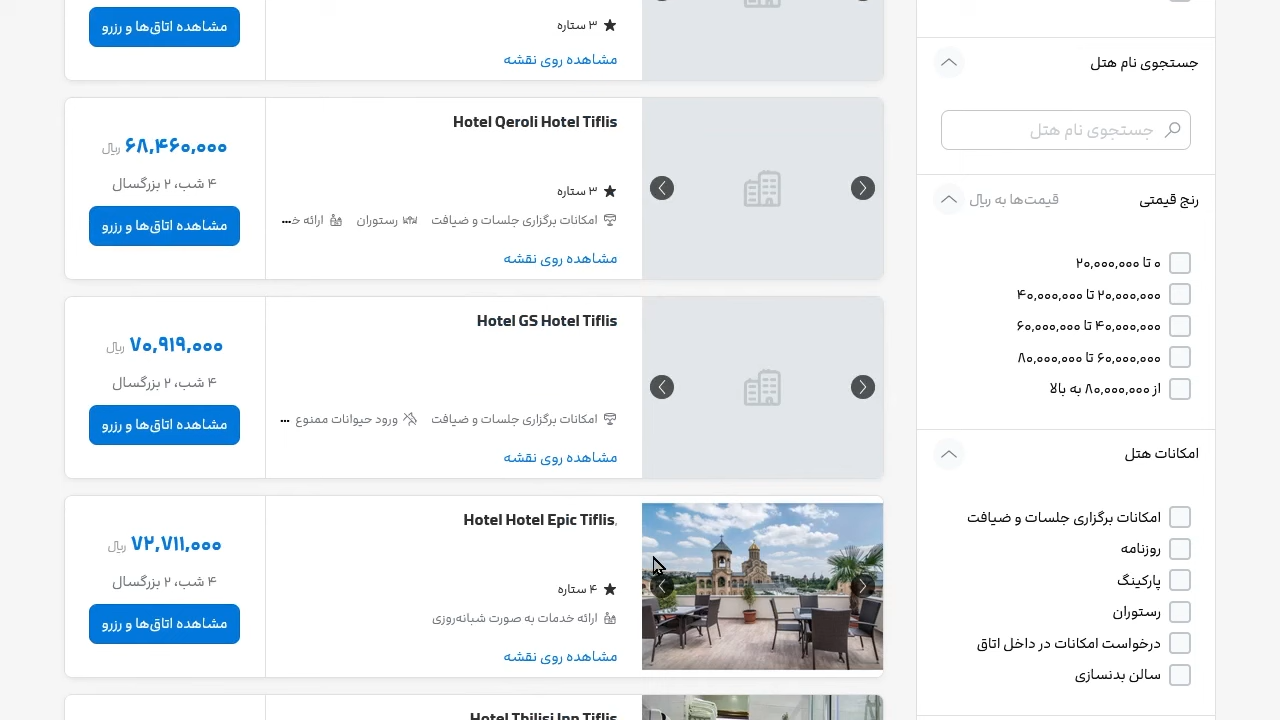 ۳ ستاره
مشاهده روی نقشه
مشاهده اتاق‌ها و رزرو
Hotel Qeroli Hotel Tiflis
۳ ستاره
امکانات برگزاری جلسات و ضیافت
رستوران
ارائه خ...
مشاهده روی نقشه
۶۸,۴۶۰,۰۰۰ ریال
۴ شب، ۲ بزرگسال
مشاهده اتاق‌ها و رزرو
Hotel GS Hotel Tiflis
امکانات برگزاری جلسات و ضیافت
ورود حیوانات ممنوع ...
مشاهده روی نقشه
۷۰,۹۱۹,۰۰۰ ریال
۴ شب، ۲ بزرگسال
مشاهده اتاق‌ها و رزرو
Hotel Hotel Epic Tiflis,
۴ ستاره
ارائه خدمات به صورت شبانه‌روزی
مشاهده روی نقشه
۷۲,۷۱۱,۰۰۰ ریال
۴ شب، ۲ بزرگسال
مشاهده اتاق‌ها و رزرو
Hotel Tbilisi Inn Tiflis
جستجوی نام هتل
جستجوی نام هتل
رنج قیمتی
قیمت‌ها به ریال
۰ تا ۲۰,۰۰۰,۰۰۰
۲۰,۰۰۰,۰۰۰ تا ۴۰,۰۰۰,۰۰۰
۴۰,۰۰۰,۰۰۰ تا ۶۰,۰۰۰,۰۰۰
۶۰,۰۰۰,۰۰۰ تا ۸۰,۰۰۰,۰۰۰
از ۸۰,۰۰۰,۰۰۰ به بالا
امکانات هتل
امکانات برگزاری جلسات و ضیافت
روزنامه
پارکینگ
رستوران
درخواست امکانات در داخل اتاق
سالن بدنسازی